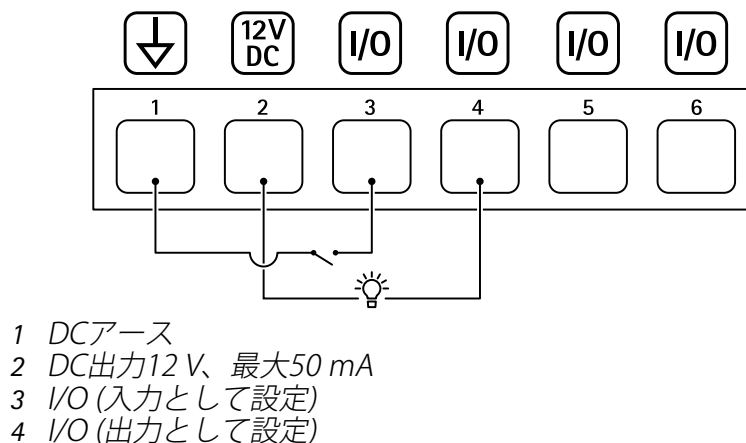 12V
DC
I/O
I/O
I/O
I/O
1
2
3
4
5
6
1 DCアース
2 DC出力12 V、最大50 mA
3 I/O (入力として設定)
4 I/O (出力として設定)